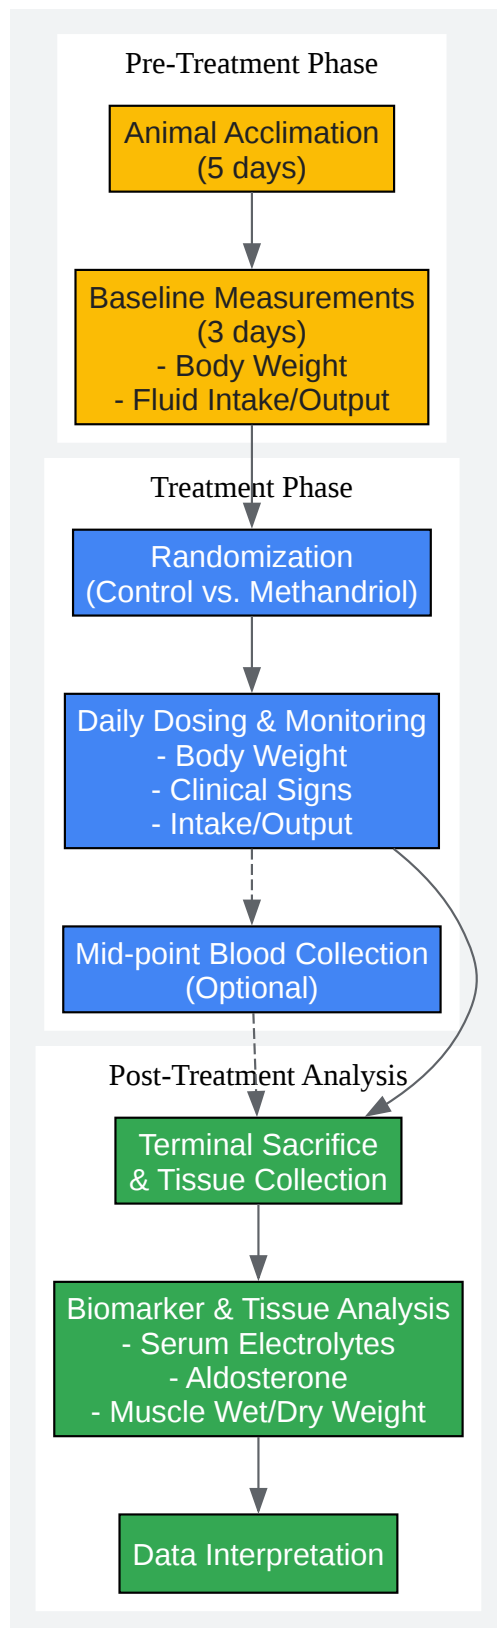 Pre-Treatment Phase
Animal Acclimation
(5 days)
Baseline Measurements
(3 days)
- Body Weight
- Fluid Intake/Output
Treatment Phase
Randomization
(Control vs. Methandriol)
Daily Dosing & Monitoring
- Body Weight
- Clinical Signs
- Intake/Output
Mid-point Blood Collection
(Optional)
Post-Treatment Analysis
Terminal Sacrifice
& Tissue Collection
Biomarker & Tissue Analysis
- Serum Electrolytes
- Aldosterone
- Muscle Wet/Dry Weight
Data Interpretation